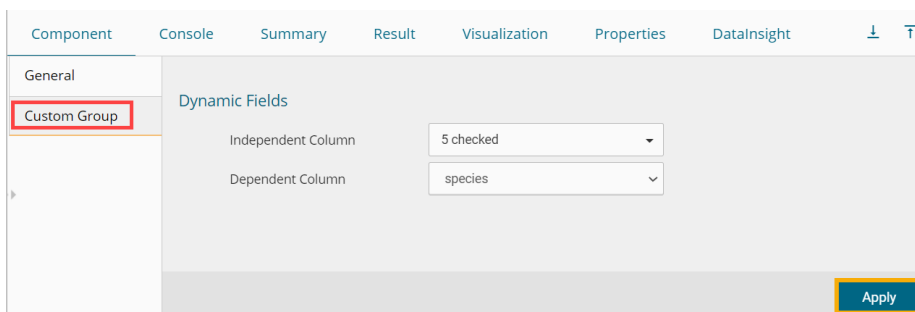 Component Console Summary Result Visualization Properties DataInsight
General
Custom Group
Dynamic Fields
Independent Column 5 checked
Dependent Column species
Apply